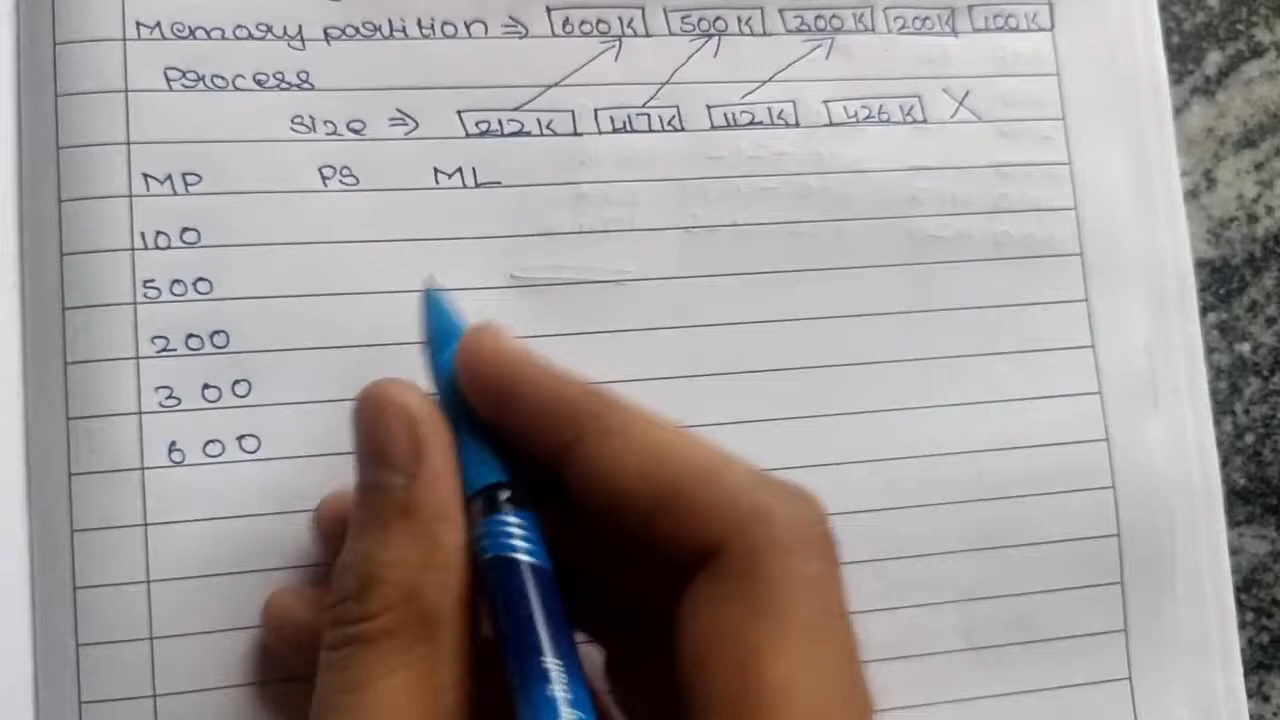 Memory partition ⇒ 600K 500K 300K 200K 100K
Process
Size ⇒ 212K 417K 112K 426K X
MP PS ML
100
500
200
300
600